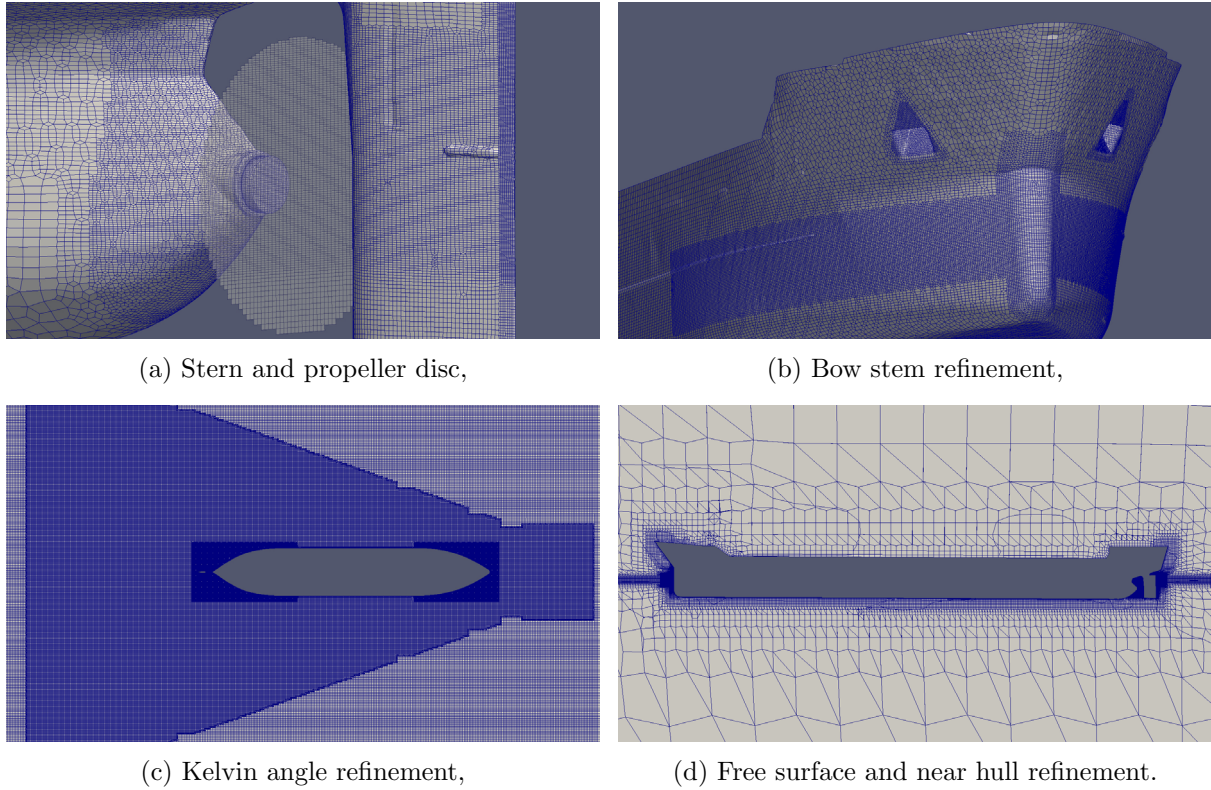 (a) Stern and propeller disc,
(b) Bow stem refinement,
(c) Kelvin angle refinement,
(d) Free surface and near hull refinement.